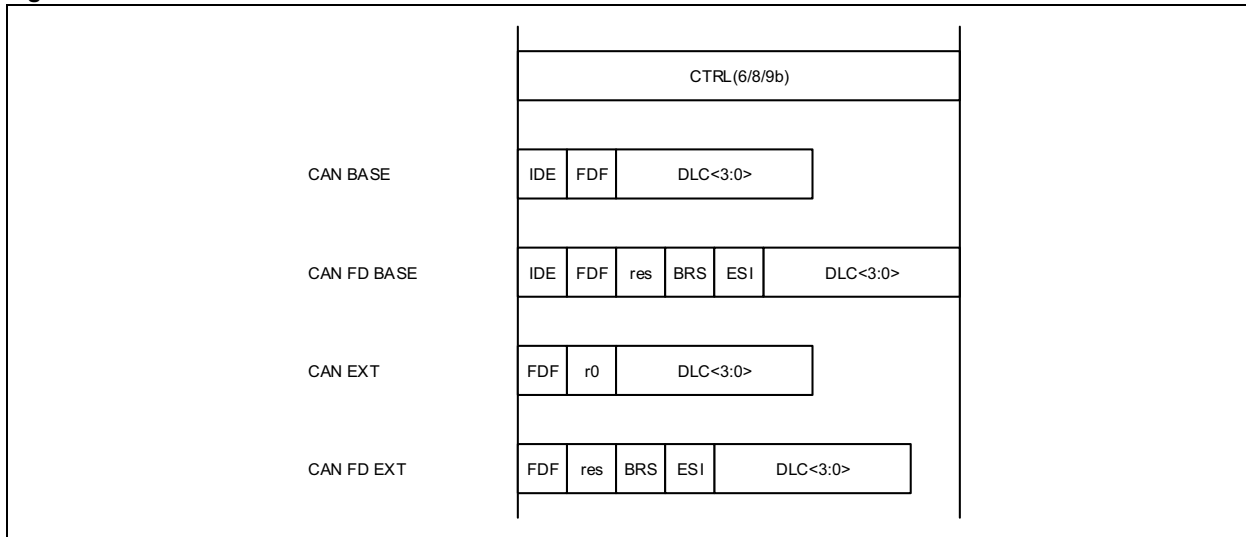 CTRL(6/8/9b)
CAN BASE IDE FDF DLC<3:0>
CAN FD BASE IDE FDF res BRS ESI DLC<3:0>
CAN EXT FDF r0 DLC<3:0>
CAN FD EXT FDF res BRS ESI DLC<3:0>